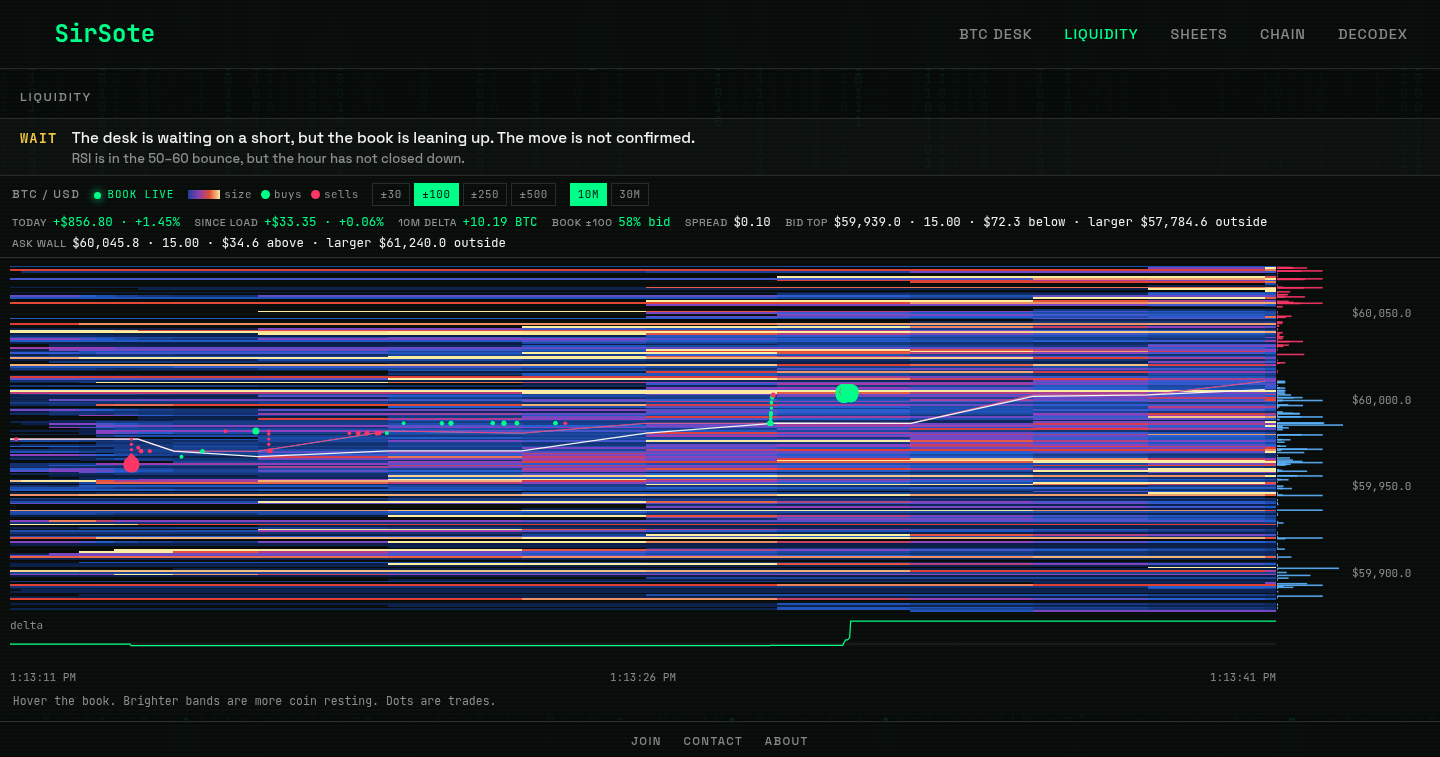 SirSote
BTC DESK LIQUIDITY SHEETS CHAIN DECODEX
LIQUIDITY
WAIT The desk is waiting on a short, but the book is leaning up. The move is not confirmed.
RSI is in the 50–60 bounce, but the hour has not closed down.
BTC / USD BOOK LIVE size buys sells ±30 ±100 ±250 ±500 10M 30M
TODAY +$856.80 · +1.45% SINCE LOAD +$33.35 · +0.06% 10M DELTA +10.19 BTC BOOK ±100 58% bid SPREAD $0.10 BID TOP $59,939.0 · 15.00 · $72.3 below · larger $57,784.6 outside
ASK WALL $60,045.8 · 15.00 · $34.6 above · larger $61,240.0 outside
$60,050.0
$60,000.0
$59,950.0
$59,900.0
delta
1:13:11 PM 1:13:26 PM 1:13:41 PM
Hover the book. Brighter bands are more coin resting. Dots are trades.
JOIN CONTACT ABOUT